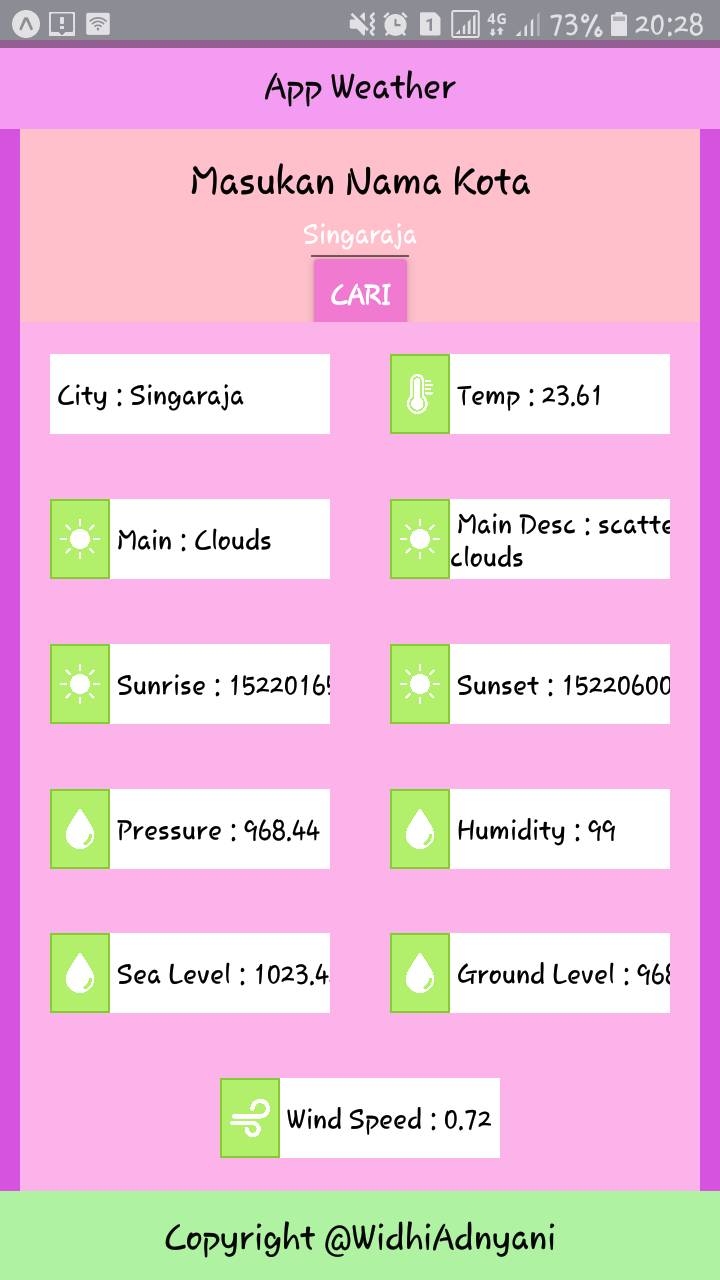 1 4G 73% 20:28
App Weather
Masukan Nama Kota
Singaraja
CARI
City : Singaraja
Temp : 23.61
Main : Clouds
Main Desc : scatte
clouds
Sunrise : 1522016
Sunset : 15220600
Pressure : 968.44
Humidity : 99
Sea Level : 1023.4
Ground Level : 968
Wind Speed : 0.72
Copyright @WidhiAdnyani